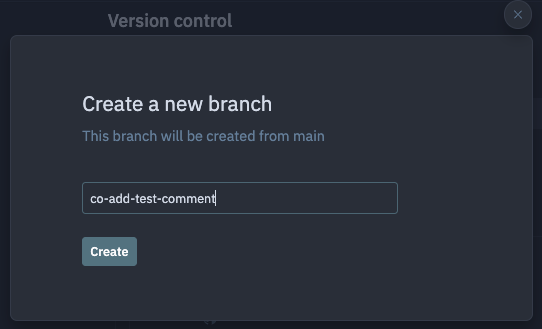 Version control
Create a new branch
This branch will be created from main
co-add-test-comment
Create